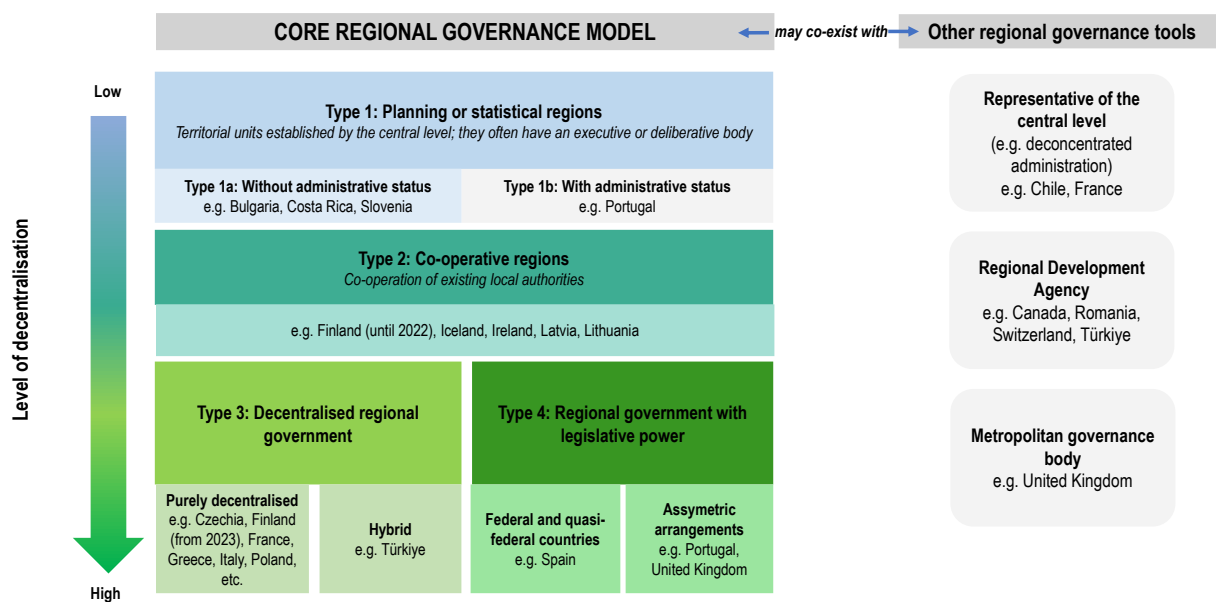 CORE REGIONAL GOVERNANCE MODEL
may co-exist with
Other regional governance tools
Level of decentralisation
Low
High
Type 1: Planning or statistical regions
Territorial units established by the central level; they often have an executive or deliberative body
Type 1a: Without administrative status
e.g. Bulgaria, Costa Rica, Slovenia
Type 1b: With administrative status
e.g. Portugal
Type 2: Co-operative regions
Co-operation of existing local authorities
e.g. Finland (until 2022), Iceland, Ireland, Latvia, Lithuania
Type 3: Decentralised regional
government
Type 4: Regional government with
legislative power
Purely decentralised
e.g. Czechia, Finland
(from 2023), France,
Greece, Italy, Poland,
etc.
Hybrid
e.g. Türkiye
Federal and quasi-
federal countries
e.g. Spain
Assymetric
arrangements
e.g. Portugal,
United Kingdom
Representative of the
central level
(e.g. deconcentrated
administration)
e.g. Chile, France
Regional Development
Agency
e.g. Canada, Romania,
Switzerland, Türkiye
Metropolitan governance
body
e.g. United Kingdom